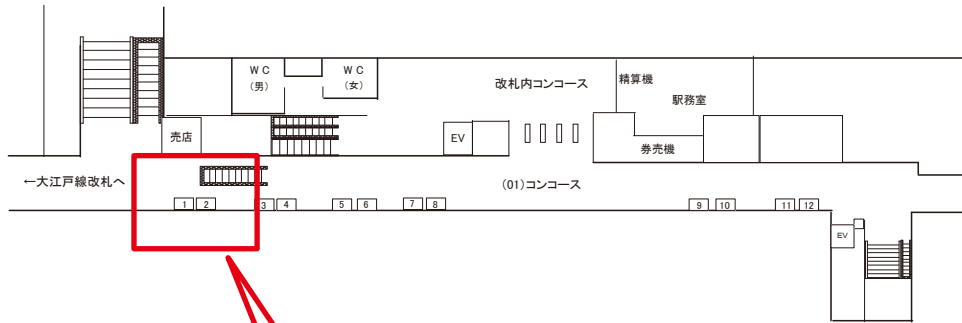 WC
(男)
WC
(女)
改札内コンコース
精算機
駅務室
売店
EV
券売機
←大江戸線改札へ
(01)コンコース
1 2 3 4 5 6 7 8 9 10 11 12
EV